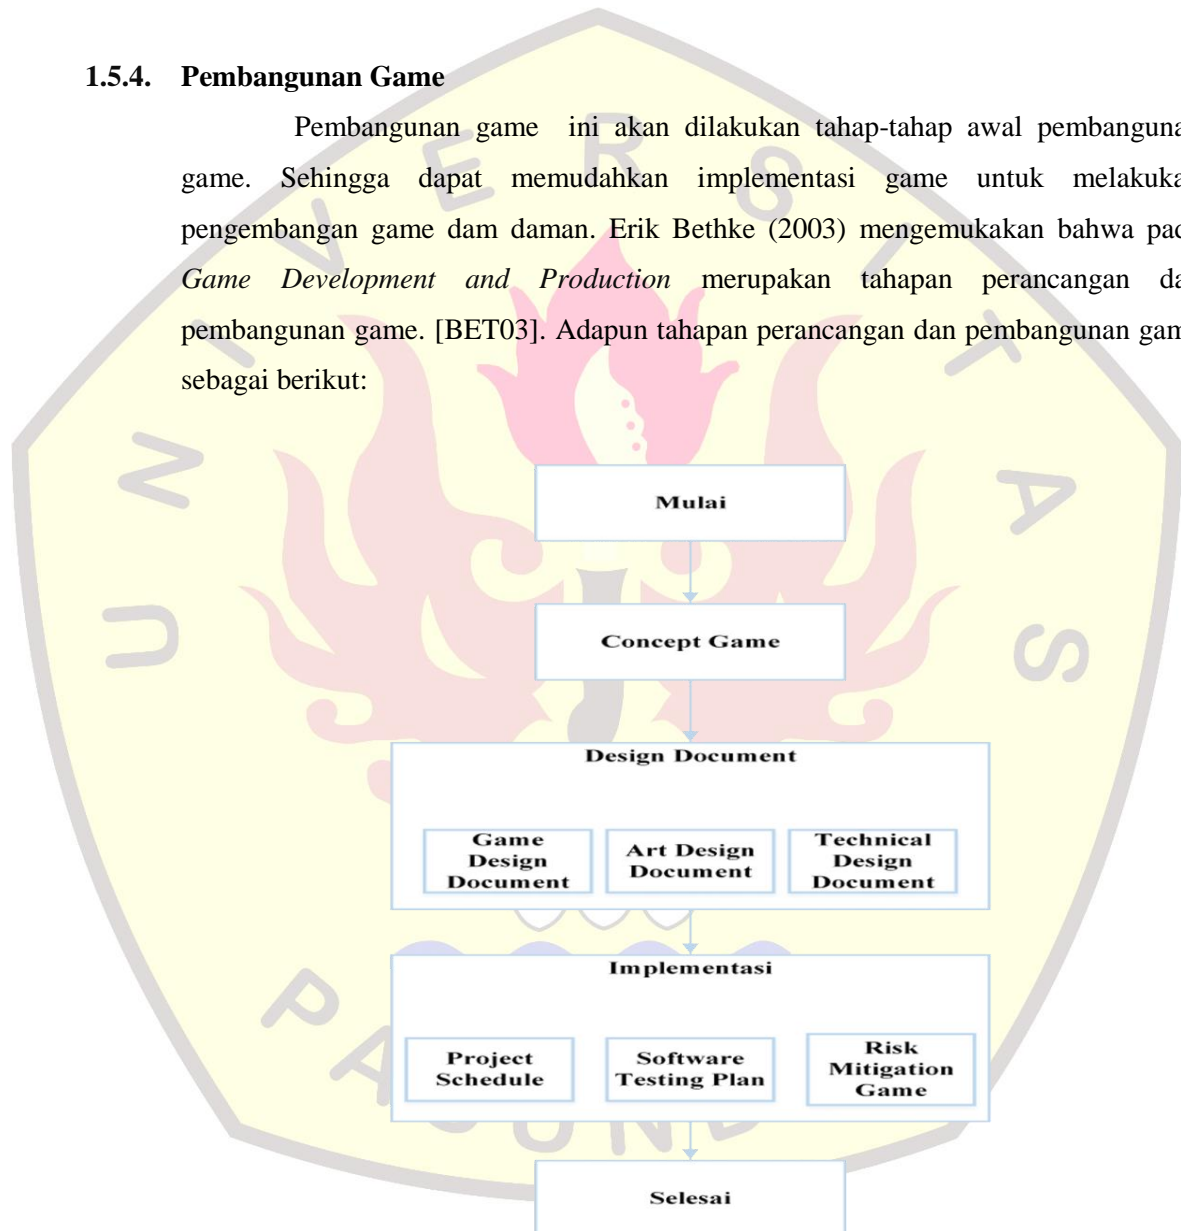 1.5.4. Pembangunan Game
Pembangunan game ini akan dilakukan tahap-tahap awal pembanguna
game. Sehingga dapat memudahkan implementasi game untuk melakuka
pengembangan game dam daman. Erik Bethke (2003) mengemukakan bahwa pad
Game Development and Production merupakan tahapan perancangan da
pembangunan game. [BET03]. Adapun tahapan perancangan dan pembangunan gam
sebagai berikut:
Mulai
Concept Game
Design Document
Game
Design
Document
Art Design
Document
Technical
Design
Document
Implementasi
Project
Schedule
Software
Testing Plan
Risk
Mitigation
Game
Selesai
UNIVERSITAS